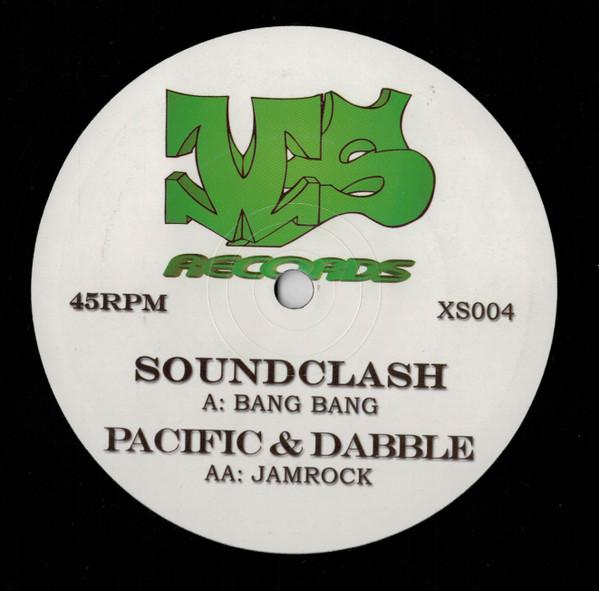 XS
RECORDS
45RPM
XS004
SOUNDCLASH
A: BANG BANG
PACIFIC & DABBLE
AA: JAMROCK